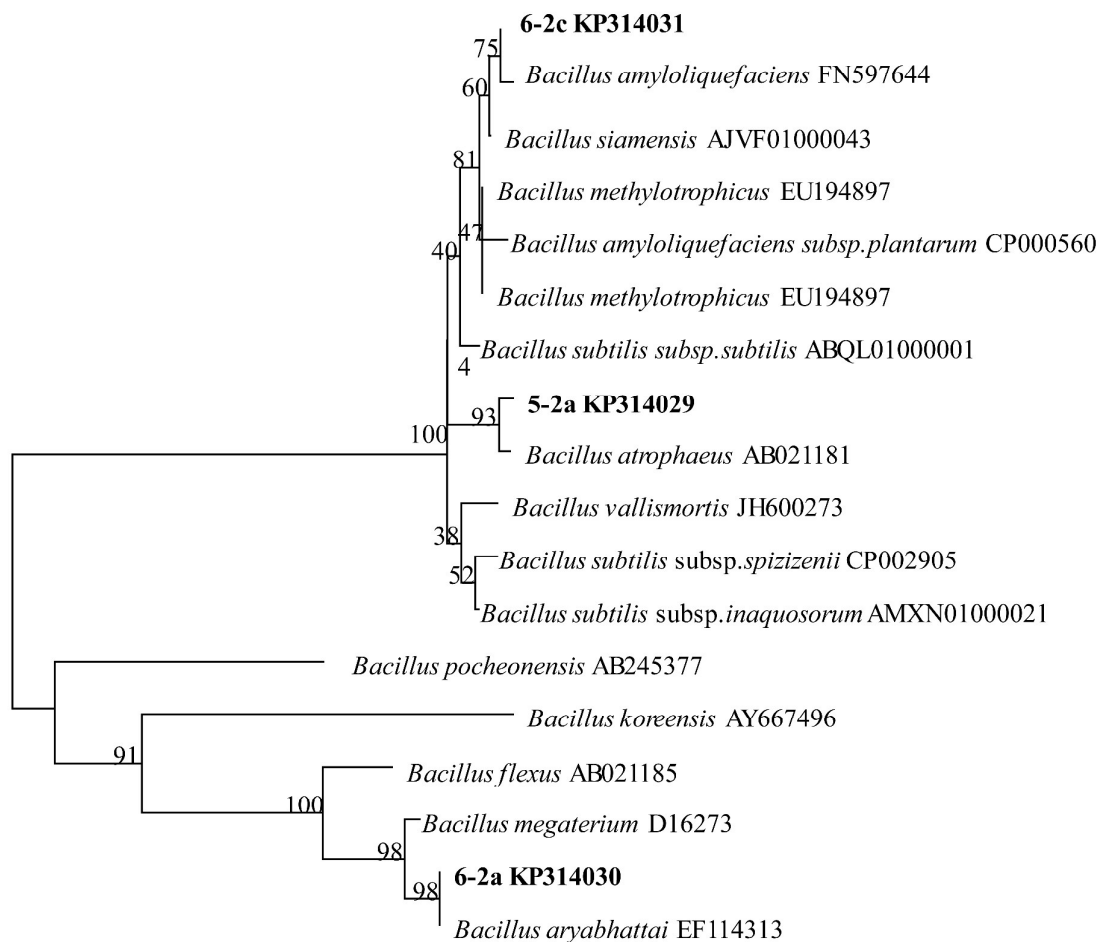 6-2c KP314031
75
Bacillus amyloliquefaciens FN597644
60
Bacillus siamensis AJVF01000043
81
Bacillus methylotrophicus EU194897
47
Bacillus amyloliquefaciens subsp.plantarum CP000560
40
Bacillus methylotrophicus EU194897
Bacillus subtilis subsp.subtilis ABQL01000001
4
5-2a KP314029
93
100
Bacillus atrophaeus AB021181
Bacillus vallismortis JH600273
38
Bacillus subtilis subsp.spizizenii CP002905
52
Bacillus subtilis subsp.inaquosorum AMXN01000021
Bacillus pocheonensis AB245377
Bacillus koreensis AY667496
91
Bacillus flexus AB021185
100
Bacillus megaterium D16273
98
6-2a KP314030
98
Bacillus aryabhattai EF114313